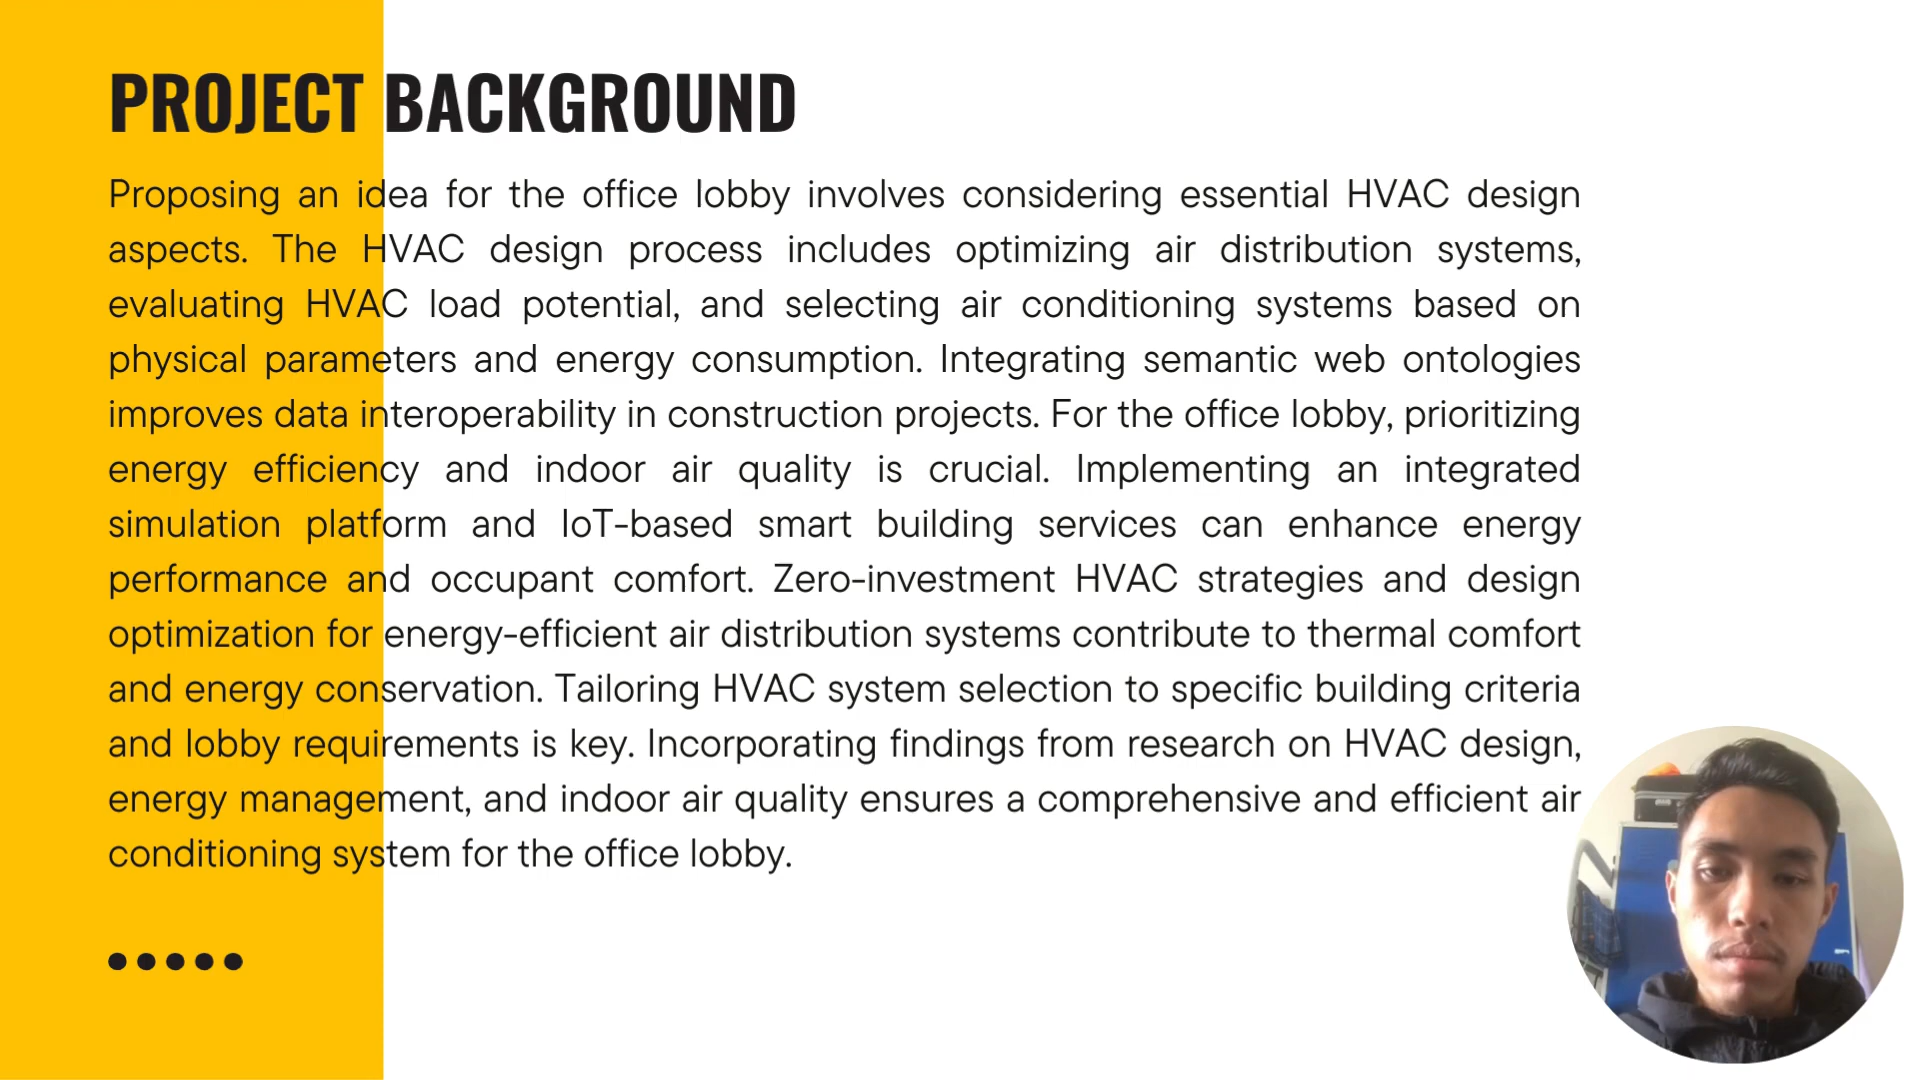 PROJECT BACKGROUND
Proposing an idea for the office lobby involves considering essential HVAC design
aspects. The HVAC design process includes optimizing air distribution systems,
evaluating HVAC load potential, and selecting air conditioning systems based on
physical parameters and energy consumption. Integrating semantic web ontologies
improves data interoperability in construction projects. For the office lobby, prioritizing
energy efficiency and indoor air quality is crucial. Implementing an integrated
simulation platform and IoT-based smart building services can enhance energy
performance and occupant comfort. Zero-investment HVAC strategies and design
optimization for energy-efficient air distribution systems contribute to thermal comfort
and energy conservation. Tailoring HVAC system selection to specific building criteria
and lobby requirements is key. Incorporating findings from research on HVAC design,
energy management, and indoor air quality ensures a comprehensive and efficient air
conditioning system for the office lobby.